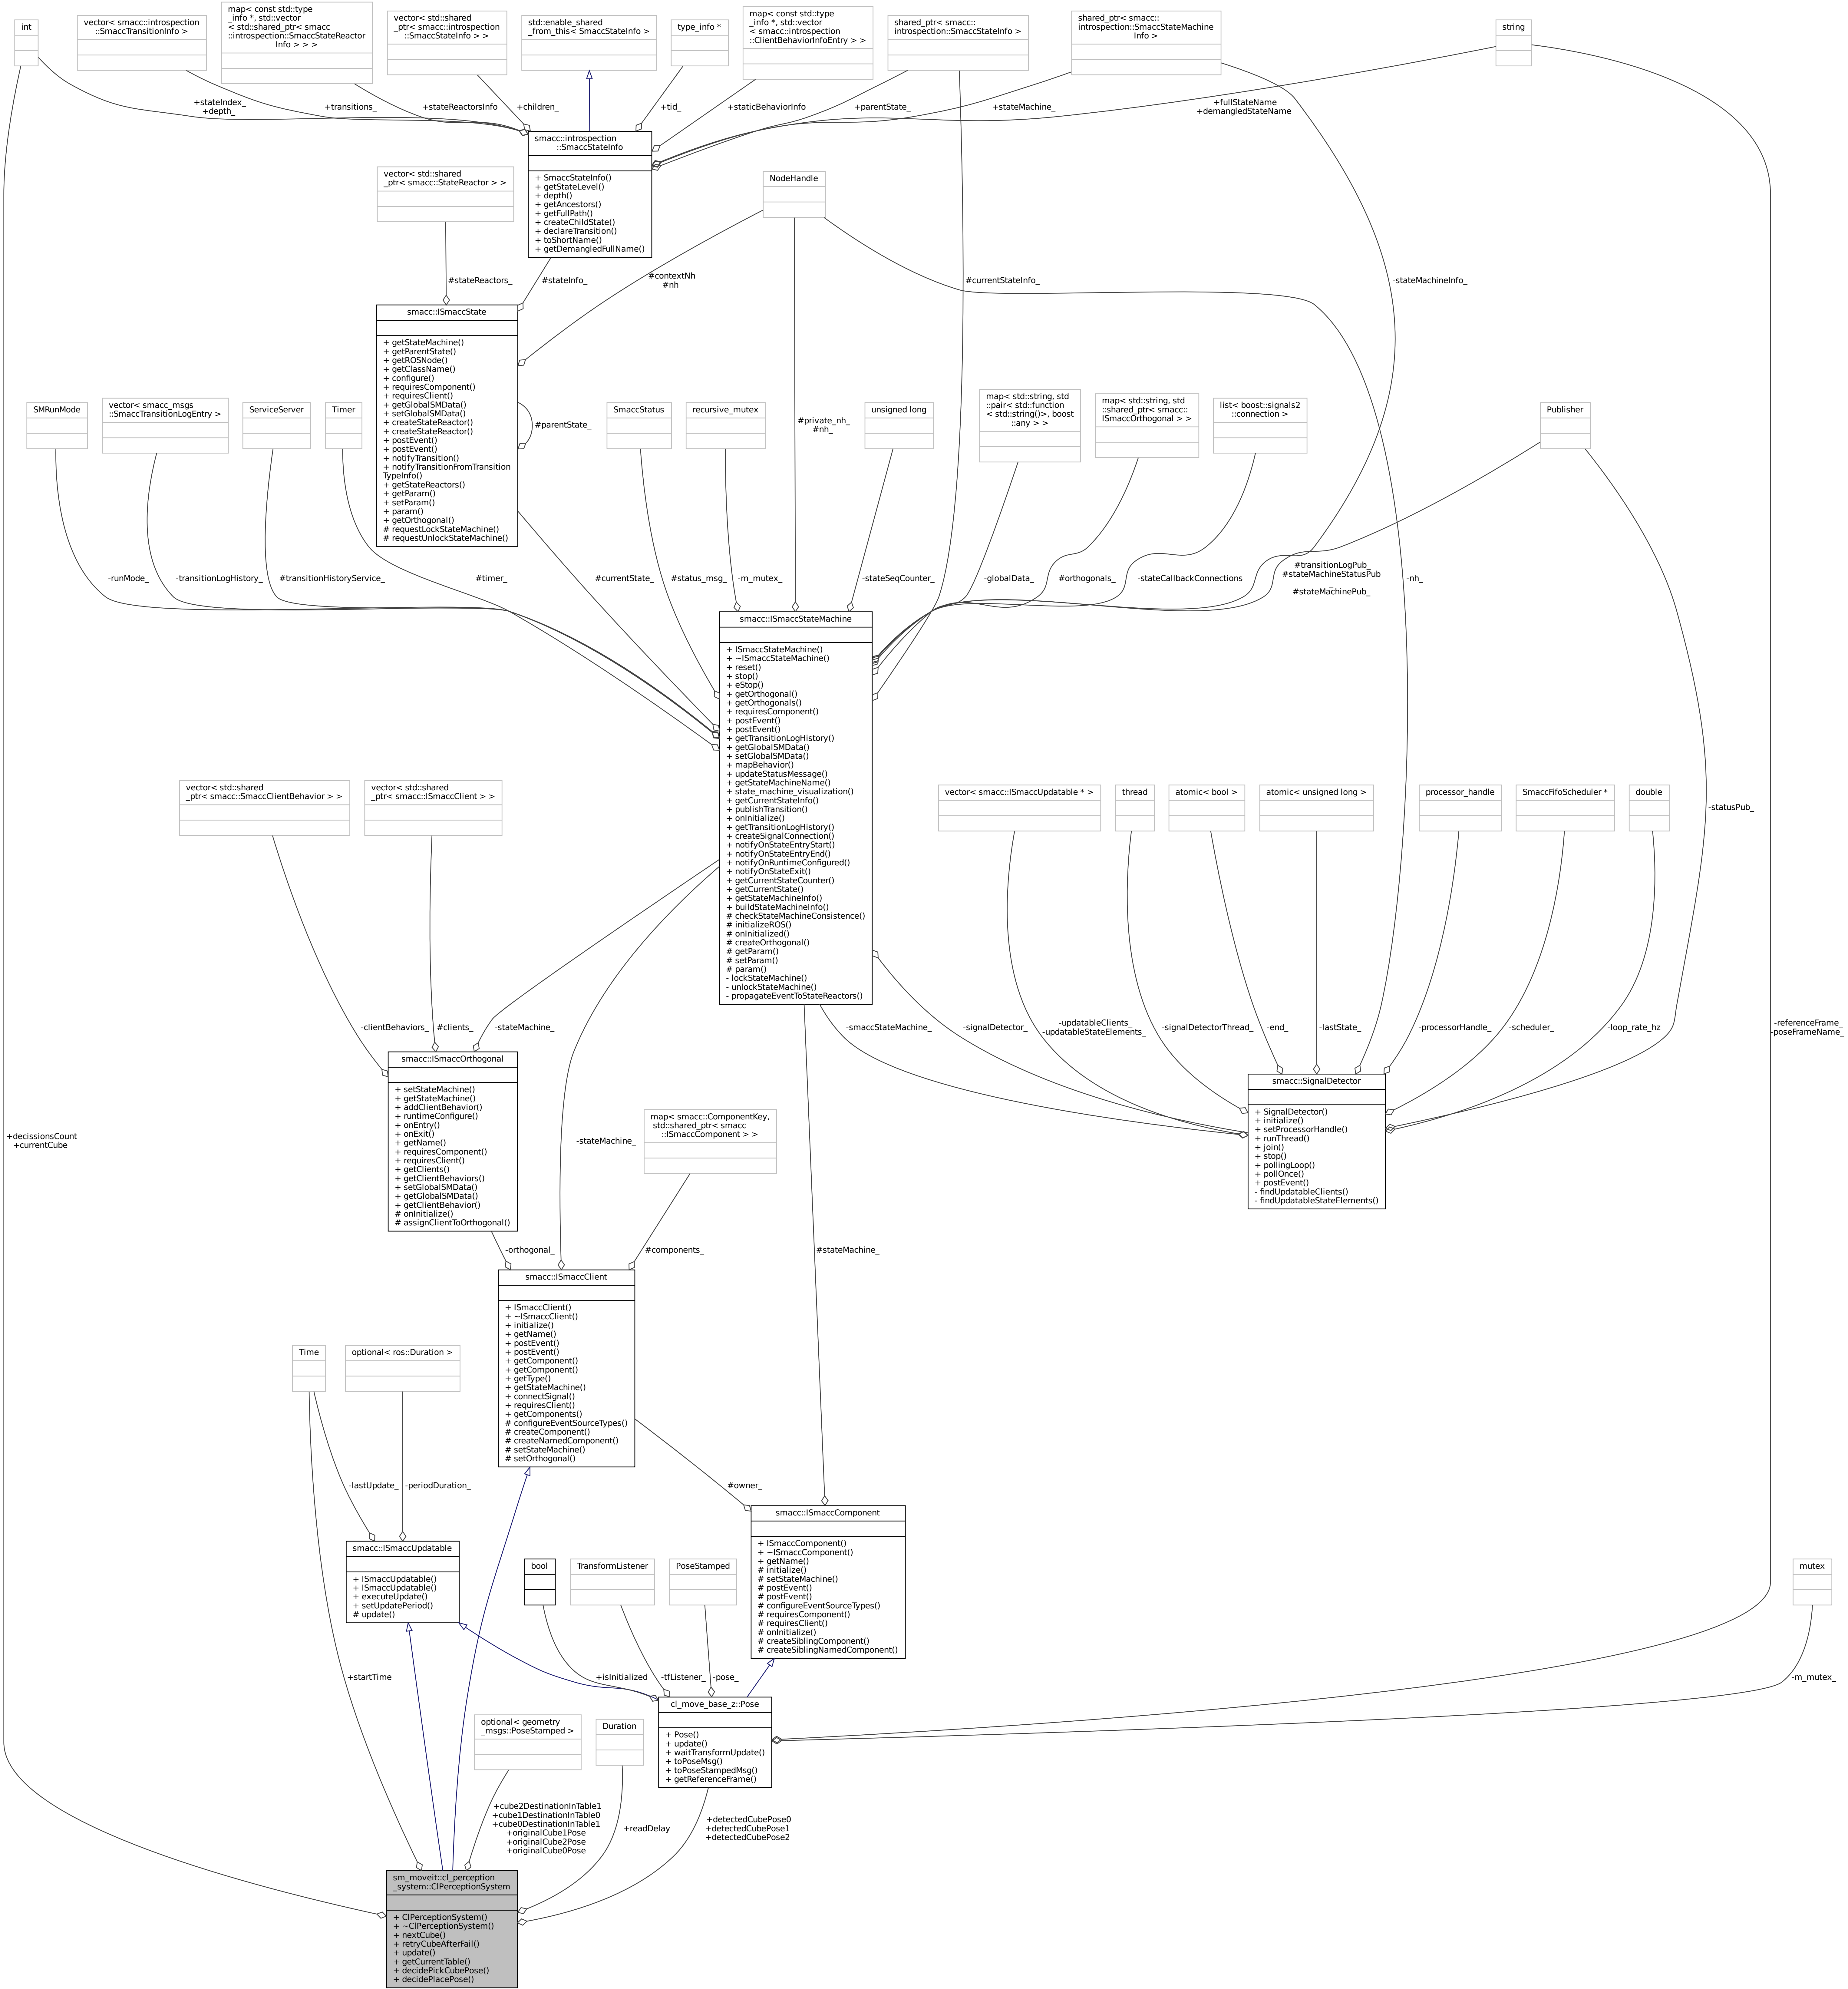 int
vector< smacc::introspection
::SmaccTransitionInfo >
map< const std::type
_info *, std::vector
< std::shared_ptr< smacc
::introspection::SmaccStateReactor
Info > > >
vector< std::shared
_ptr< smacc::introspection
::SmaccStateInfo > >
std::enable_shared
_from_this< SmaccStateInfo >
type_info *
map< const std::type
_info *, std::vector
< smacc::introspection
::ClientBehaviorInfoEntry > >
shared_ptr< smacc::
introspection::SmaccStateInfo >
shared_ptr< smacc::
introspection::SmaccStateMachine
Info >
string
+stateIndex_
+depth_
+transitions_
+stateReactorsInfo
+children_
+tid_
+staticBehaviorInfo
+parentState_
+stateMachine_
+fullStateName
+demangledStateName
smacc::introspection
::SmaccStateInfo
+ SmaccStateInfo()
+ getStateLevel()
+ depth()
+ getAncestors()
+ getFullPath()
+ createChildState()
+ declareTransition()
+ toShortName()
+ getDemangledFullName()
vector< std::shared
_ptr< smacc::StateReactor > >
NodeHandle
#stateReactors_
#stateInfo_
#contextNh
#nh
#currentStateInfo_
-stateMachineInfo_
smacc::ISmaccState
+ getStateMachine()
+ getParentState()
+ getROSNode()
+ getClassName()
+ configure()
+ requiresComponent()
+ requiresClient()
+ getGlobalSMData()
+ setGlobalSMData()
+ createStateReactor()
+ createStateReactor()
+ postEvent()
+ postEvent()
+ notifyTransition()
+ notifyTransitionFromTransition
TypeInfo()
+ getStateReactors()
+ getParam()
+ setParam()
+ param()
+ getOrthogonal()
# requestLockStateMachine()
# requestUnlockStateMachine()
#parentState_
SMRunMode
vector< smacc_msgs
::SmaccTransitionLogEntry >
ServiceServer
Timer
SmaccStatus
recursive_mutex
#private_nh_
#nh_
unsigned long
map< std::string, std
::pair< std::function
< std::string()>, boost
::any > >
map< std::string, std
::shared_ptr< smacc::
ISmaccOrthogonal > >
list< boost::signals2
::connection >
Publisher
-runMode_
-transitionLogHistory_
#transitionHistoryService_
#timer_
#currentState_
#status_msg_
-m_mutex_
-stateSeqCounter_
-globalData_
#orthogonals_
-stateCallbackConnections
#transitionLogPub_
#stateMachineStatusPub
_
#stateMachinePub_
-nh_
smacc::ISmaccStateMachine
+ ISmaccStateMachine()
+ ~ISmaccStateMachine()
+ reset()
+ stop()
+ eStop()
+ getOrthogonal()
+ getOrthogonals()
+ requiresComponent()
+ postEvent()
+ postEvent()
+ getTransitionLogHistory()
+ getGlobalSMData()
+ setGlobalSMData()
+ mapBehavior()
+ updateStatusMessage()
+ getStateMachineName()
+ state_machine_visualization()
+ getCurrentStateInfo()
+ publishTransition()
+ onInitialize()
+ getTransitionLogHistory()
+ createSignalConnection()
+ notifyOnStateEntryStart()
+ notifyOnStateEntryEnd()
+ notifyOnRuntimeConfigured()
+ notifyOnStateExit()
+ getCurrentStateCounter()
+ getCurrentState()
+ getStateMachineInfo()
+ buildStateMachineInfo()
# checkStateMachineConsistence()
# initializeROS()
# onInitialized()
# createOrthogonal()
# getParam()
# setParam()
# param()
- lockStateMachine()
- unlockStateMachine()
- propagateEventToStateReactors()
vector< std::shared
_ptr< smacc::SmaccClientBehavior > >
vector< std::shared
_ptr< smacc::ISmaccClient > >
vector< smacc::ISmaccUpdatable * >
thread
atomic< bool >
atomic< unsigned long >
processor_handle
SmaccFifoScheduler *
double
-statusPub_
-clientBehaviors_
#clients_
-stateMachine_
-smaccStateMachine_
-signalDetector_
-updatableClients_
-updatableStateElements_
-signalDetectorThread_
-end_
-lastState_
-processorHandle_
-scheduler_
-loop_rate_hz
-referenceFrame_
-poseFrameName_
smacc::ISmaccOrthogonal
+ setStateMachine()
+ getStateMachine()
+ addClientBehavior()
+ runtimeConfigure()
+ onEntry()
+ onExit()
+ getName()
+ requiresComponent()
+ requiresClient()
+ getClients()
+ getClientBehaviors()
+ setGlobalSMData()
+ getGlobalSMData()
+ getClientBehavior()
# onInitialize()
# assignClientToOrthogonal()
smacc::SignalDetector
+ SignalDetector()
+ initialize()
+ setProcessorHandle()
+ runThread()
+ join()
+ stop()
+ pollingLoop()
+ pollOnce()
+ postEvent()
- findUpdatableClients()
- findUpdatableStateElements()
+decissionsCount
+currentCube
-stateMachine_
map< smacc::ComponentKey,
std::shared_ptr< smacc
::ISmaccComponent > >
-orthogonal_
#components_
#stateMachine_
smacc::ISmaccClient
+ ISmaccClient()
+ ~ISmaccClient()
+ initialize()
+ getName()
+ postEvent()
+ postEvent()
+ getComponent()
+ getComponent()
+ getType()
+ getStateMachine()
+ connectSignal()
+ requiresClient()
+ getComponents()
# configureEventSourceTypes()
# createComponent()
# createNamedComponent()
# setStateMachine()
# setOrthogonal()
Time
optional< ros::Duration >
-lastUpdate_
-periodDuration_
#owner_
smacc::ISmaccUpdatable
+ ISmaccUpdatable()
+ ISmaccUpdatable()
+ executeUpdate()
+ setUpdatePeriod()
# update()
smacc::ISmaccComponent
+ ISmaccComponent()
+ ~ISmaccComponent()
+ getName()
# initialize()
# setStateMachine()
# postEvent()
# postEvent()
# configureEventSourceTypes()
# requiresComponent()
# requiresClient()
# onInitialize()
# createSiblingComponent()
# createSiblingNamedComponent()
bool
TransformListener
PoseStamped
mutex
+startTime
+isInitialized
-tfListener_
-pose_
-m_mutex_
cl_move_base_z::Pose
+ Pose()
+ update()
+ waitTransformUpdate()
+ toPoseMsg()
+ toPoseStampedMsg()
+ getReferenceFrame()
optional< geometry
_msgs::PoseStamped >
Duration
+cube2DestinationInTable1
+cube1DestinationInTable0
+cube0DestinationInTable1
+originalCube1Pose
+originalCube2Pose
+originalCube0Pose
+readDelay
+detectedCubePose0
+detectedCubePose1
+detectedCubePose2
sm_moveit::cl_perception
_system::ClPerceptionSystem
+ ClPerceptionSystem()
+ ~ClPerceptionSystem()
+ nextCube()
+ retryCubeAfterFail()
+ update()
+ getCurrentTable()
+ decidePickCubePose()
+ decidePlacePose()